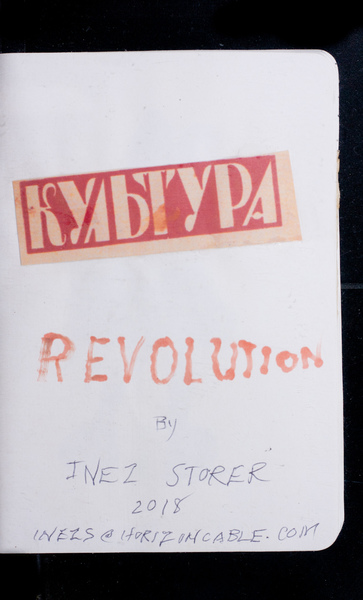 КУЛЬТУРА
REVOLUTION
By
INEZ STORER
2018
INEZS@HORIZONCABLE.COM